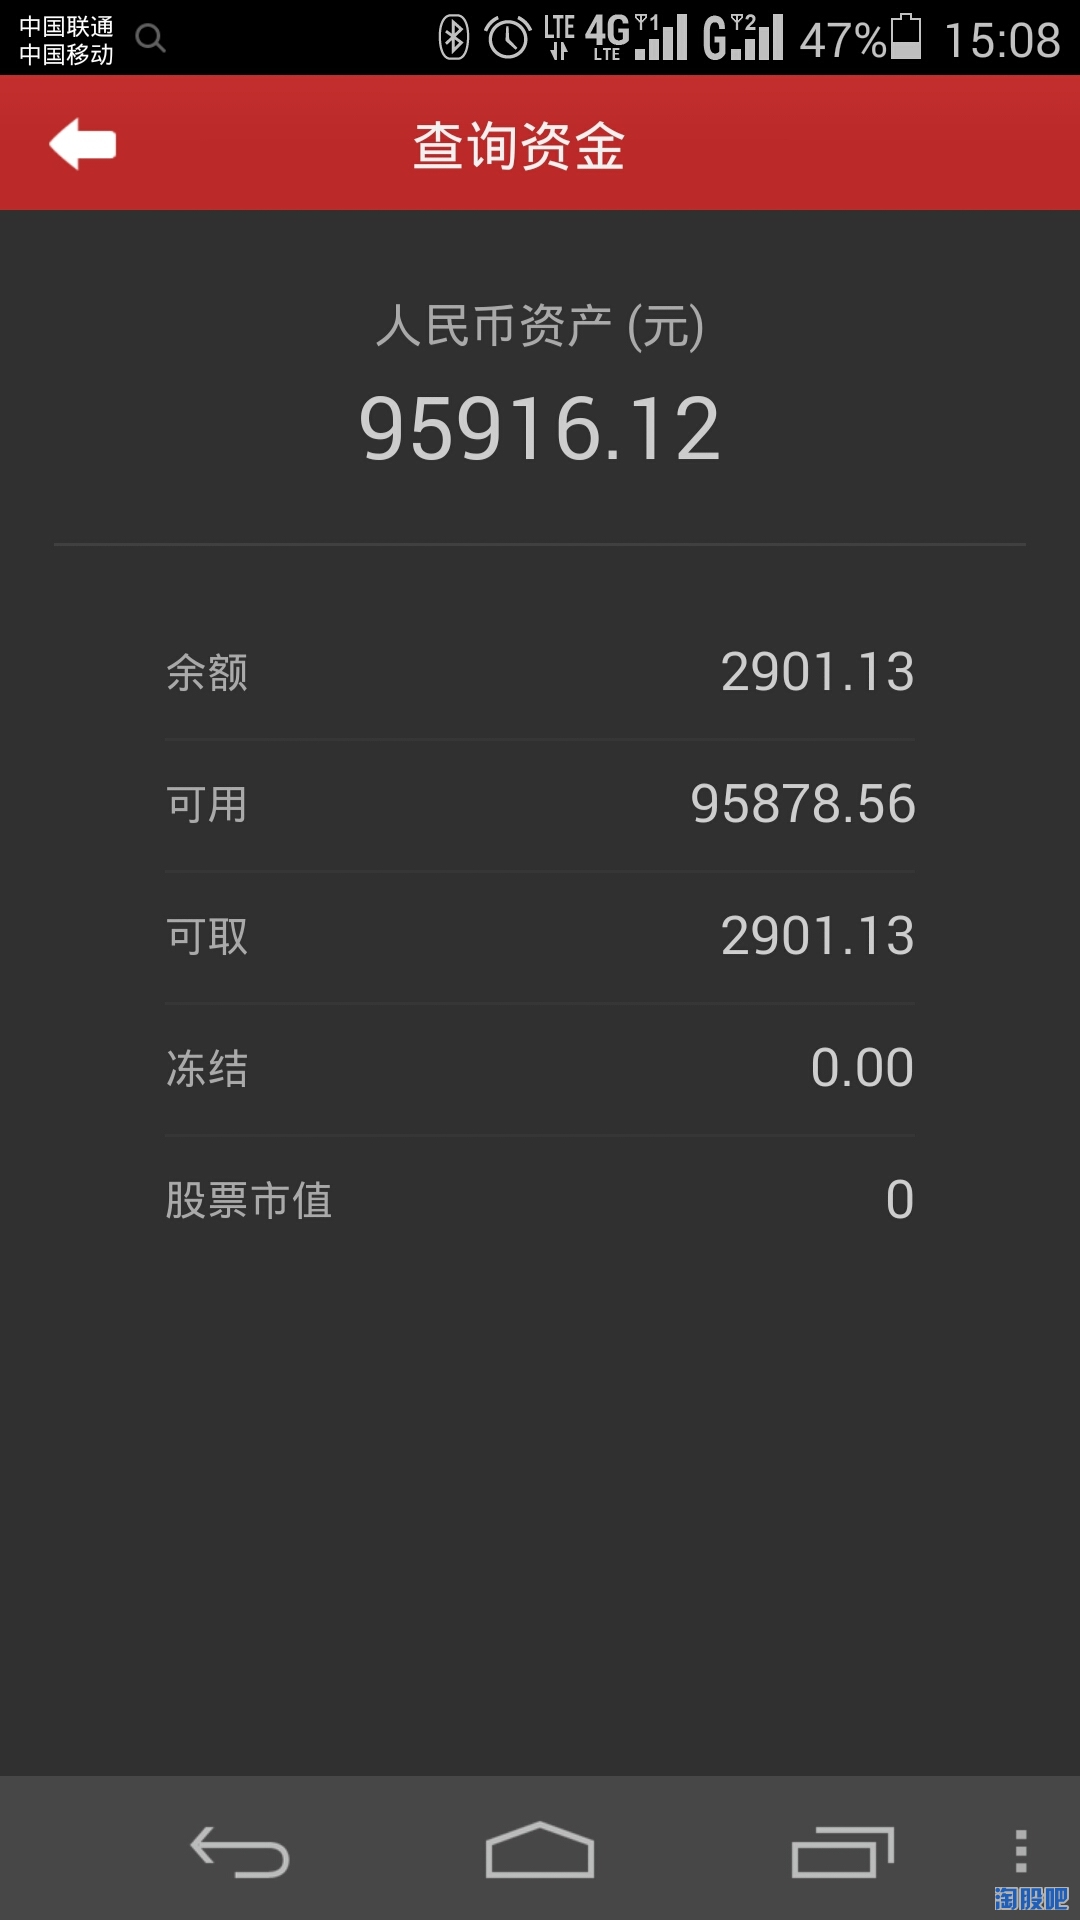 中国联通
中国移动
LTE 4G LTE 1 G 2 47% 15:08
查询资金
人民币资产 (元)
95916.12
余额 2901.13
可用 95878.56
可取 2901.13
冻结 0.00
股票市值 0
淘股吧